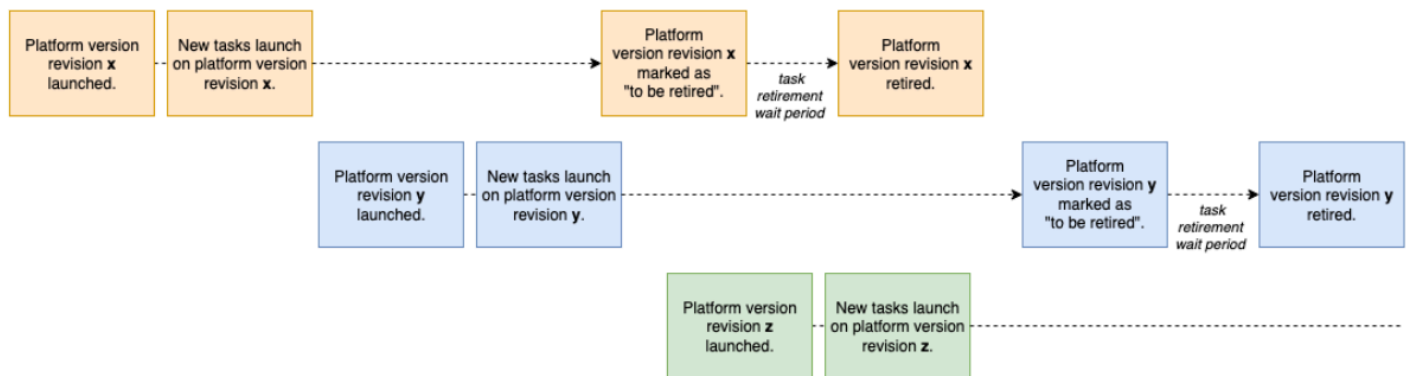 Platform version
revision x
launched.
New tasks launch
on platform version
revision x.
Platform
version revision x
marked as
"to be retired".
task
retirement
wait period
Platform
version revision x
retired.
Platform version
revision y
launched.
New tasks launch
on platform version
revision y.
Platform
version revision y
marked as
"to be retired".
task
retirement
wait period
Platform
version revision y
retired.
Platform version
revision z
launched.
New tasks launch
on platform version
revision z.